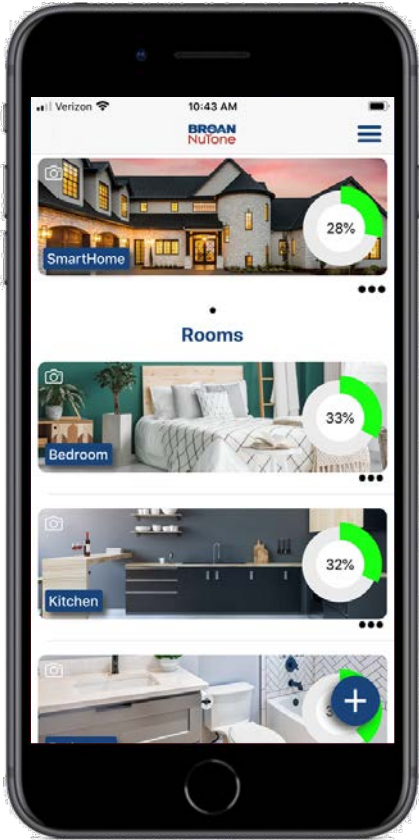 Verizon
10:43 AM
BROAN
NuTone
28%
SmartHome
Rooms
33%
Bedroom
32%
Kitchen
+